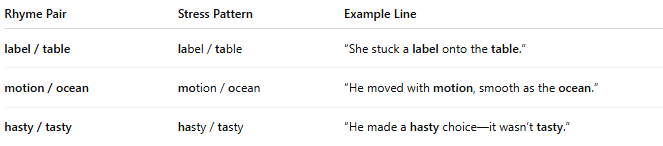 Rhyme Pair Stress Pattern Example Line
label / table label / table “She stuck a label onto the table.”
motion / ocean motion / ocean “He moved with motion, smooth as the ocean.”
hasty / tasty hasty / tasty “He made a hasty choice—it wasn’t tasty.”